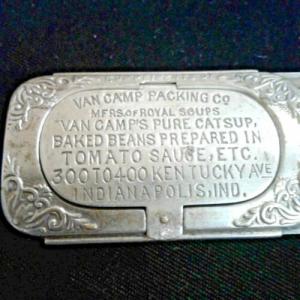 VAN CAMP PACKING CO
MFRS. OF ROYAL SOUPS
VAN CAMP'S PURE CATSUP,
BAKED BEANS PREPARED IN
TOMATO SAUCE, ETC.
300 TO 400 KENTUCKY AVE
INDIANAPOLIS, IND.